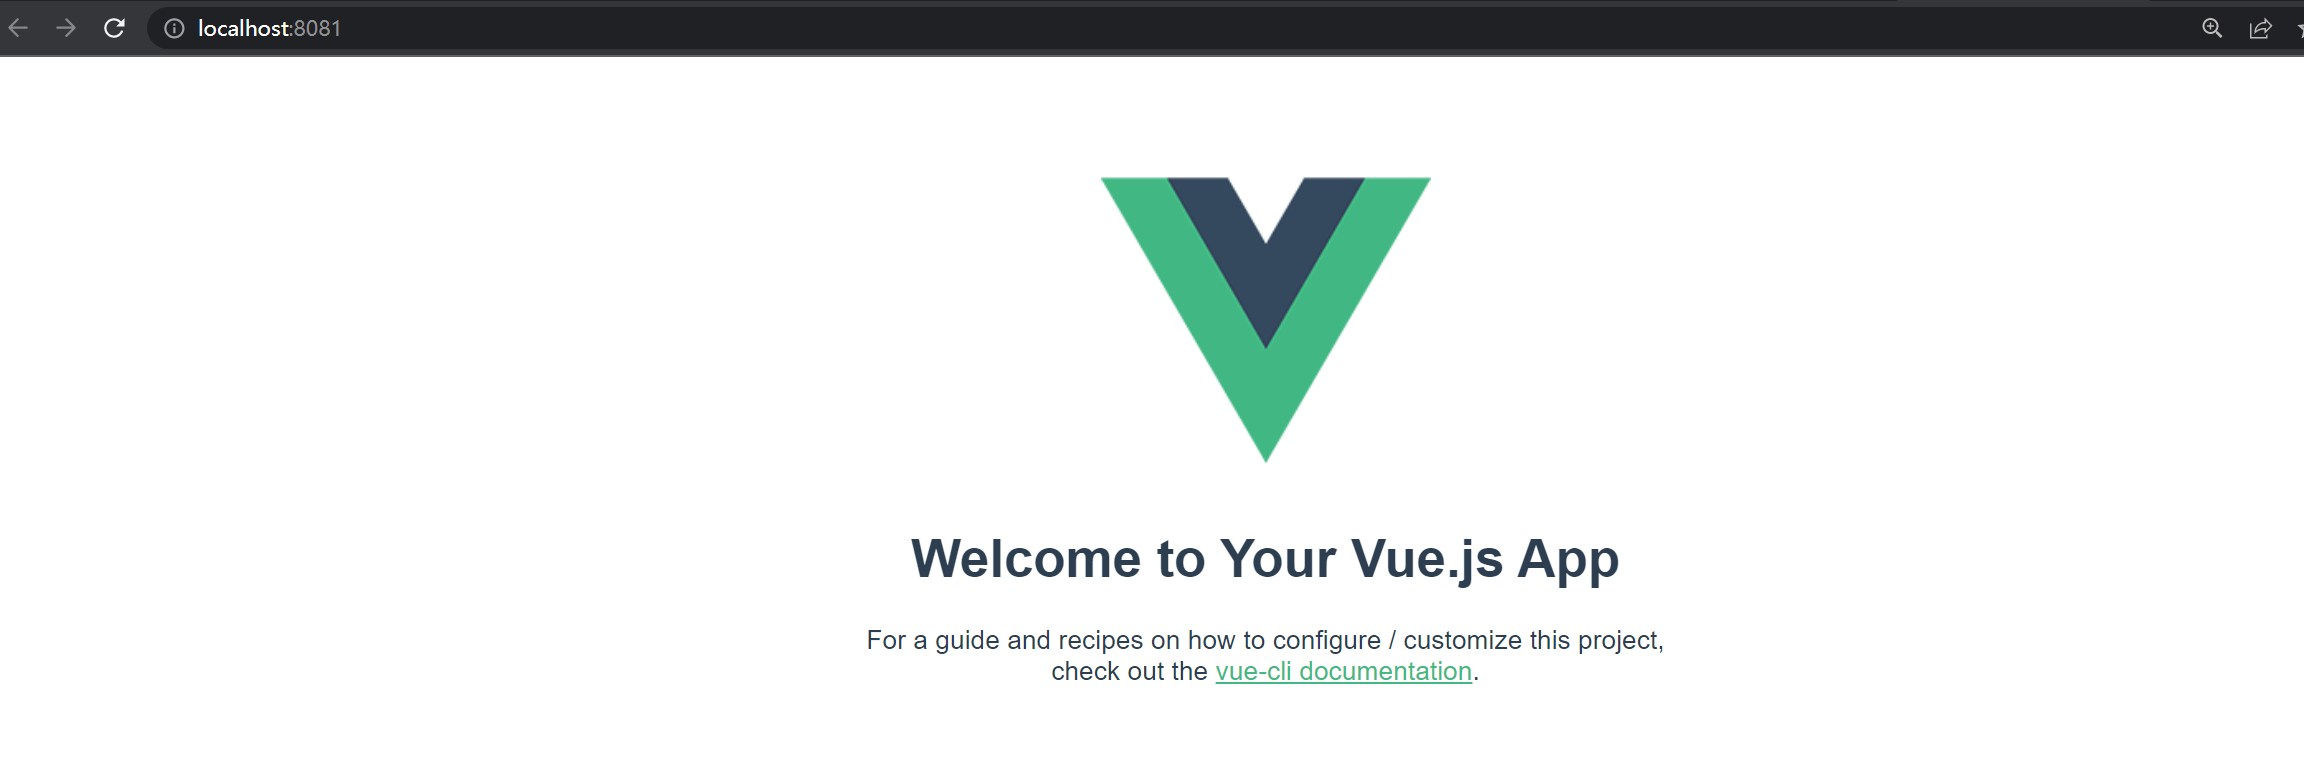 localhost:8081
Welcome to Your Vue.js App
For a guide and recipes on how to configure / customize this project,
check out the vue-cli documentation.